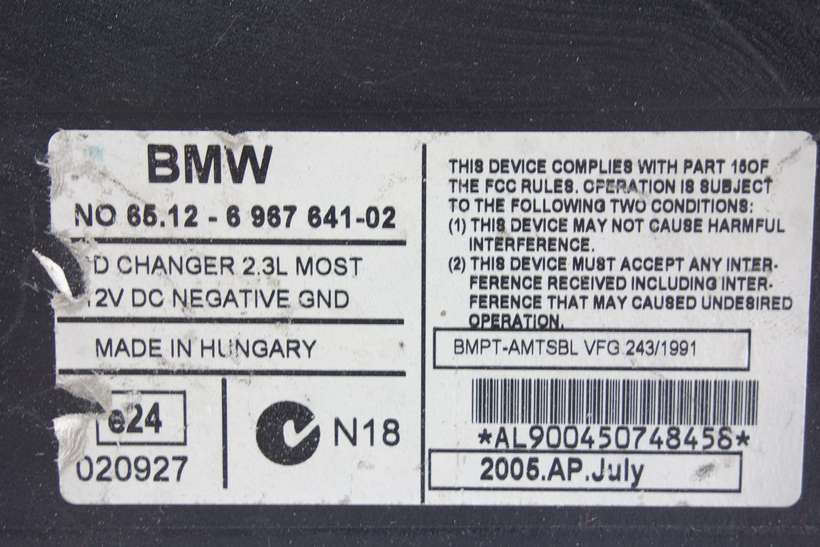 BMW
NO 65.12 - 6 967 641-02
D CHANGER 2.3L MOST
12V DC NEGATIVE GND
MADE IN HUNGARY
e24
020927
N18
THIS DEVICE COMPLIES WITH PART 15OF
THE FCC RULES. OPERATION IS SUBJECT
TO THE FOLLOWING TWO CONDITIONS:
(1) THIS DEVICE MAY NOT CAUSE HARMFUL
INTERFERENCE.
(2) THIS DEVICE MUST ACCEPT ANY INTER-
FERENCE RECEIVED INCLUDING INTER-
FERENCE THAT MAY CAUSED UNDESIRED
OPERATION.
BMPT-AMTSBL VFG 243/1991
*AL900450748458*
2005.AP.July